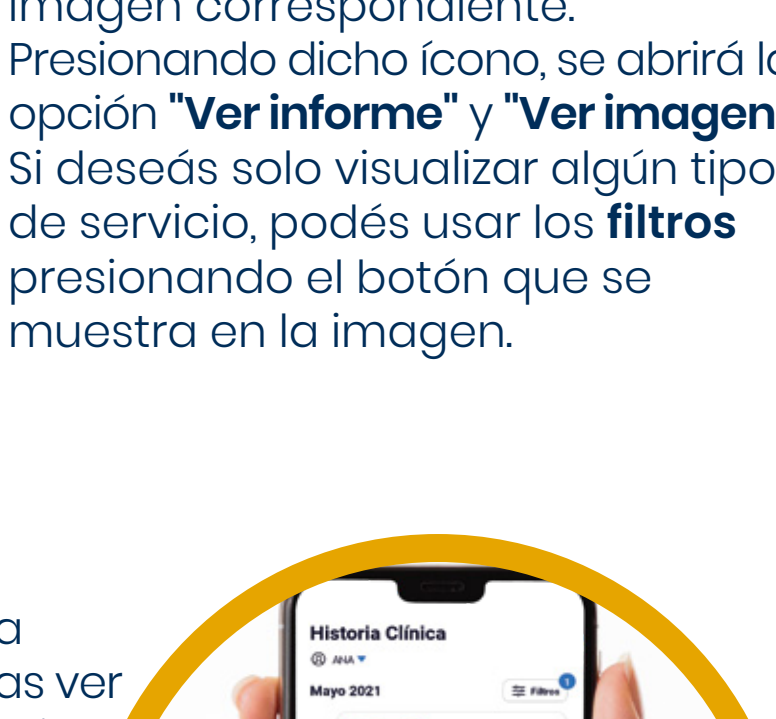 imagen correspondiente.
Presionando dicho ícono, se abrirá la
opción "Ver informe" y "Ver imagen
Si deseás solo visualizar algún tipo
de servicio, podés usar los filtros
presionando el botón que se
muestra en la imagen.
a
as ver
Historia Clínica
ANA
Mayo 2021
Filtros
1